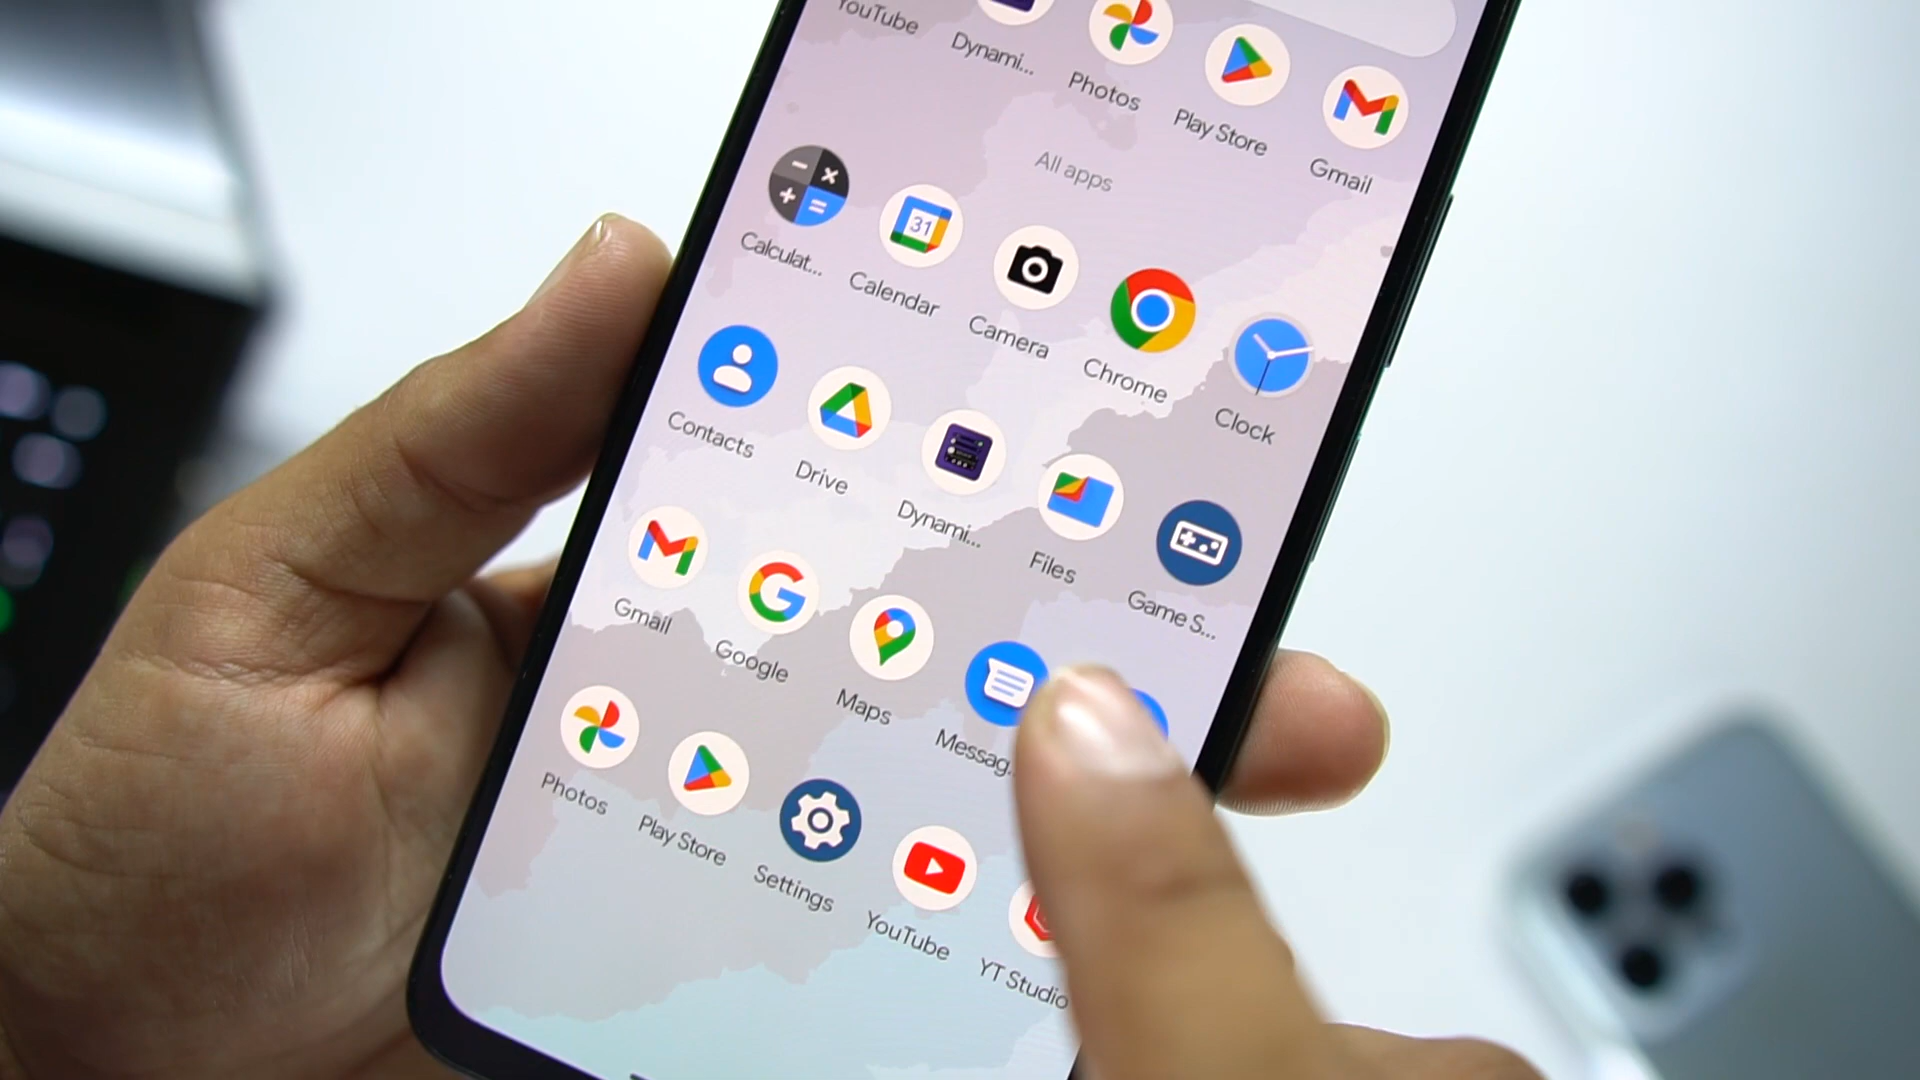 YouTube
Dynami...
Photos
Play Store
Gmail
All apps
Calculat...
31
Calendar
Camera
Chrome
Clock
Contacts
Drive
Dynami...
Files
Game S...
Gmail
Google
Maps
Messag.
Photos
Play Store
Settings
YouTube
YT Studio